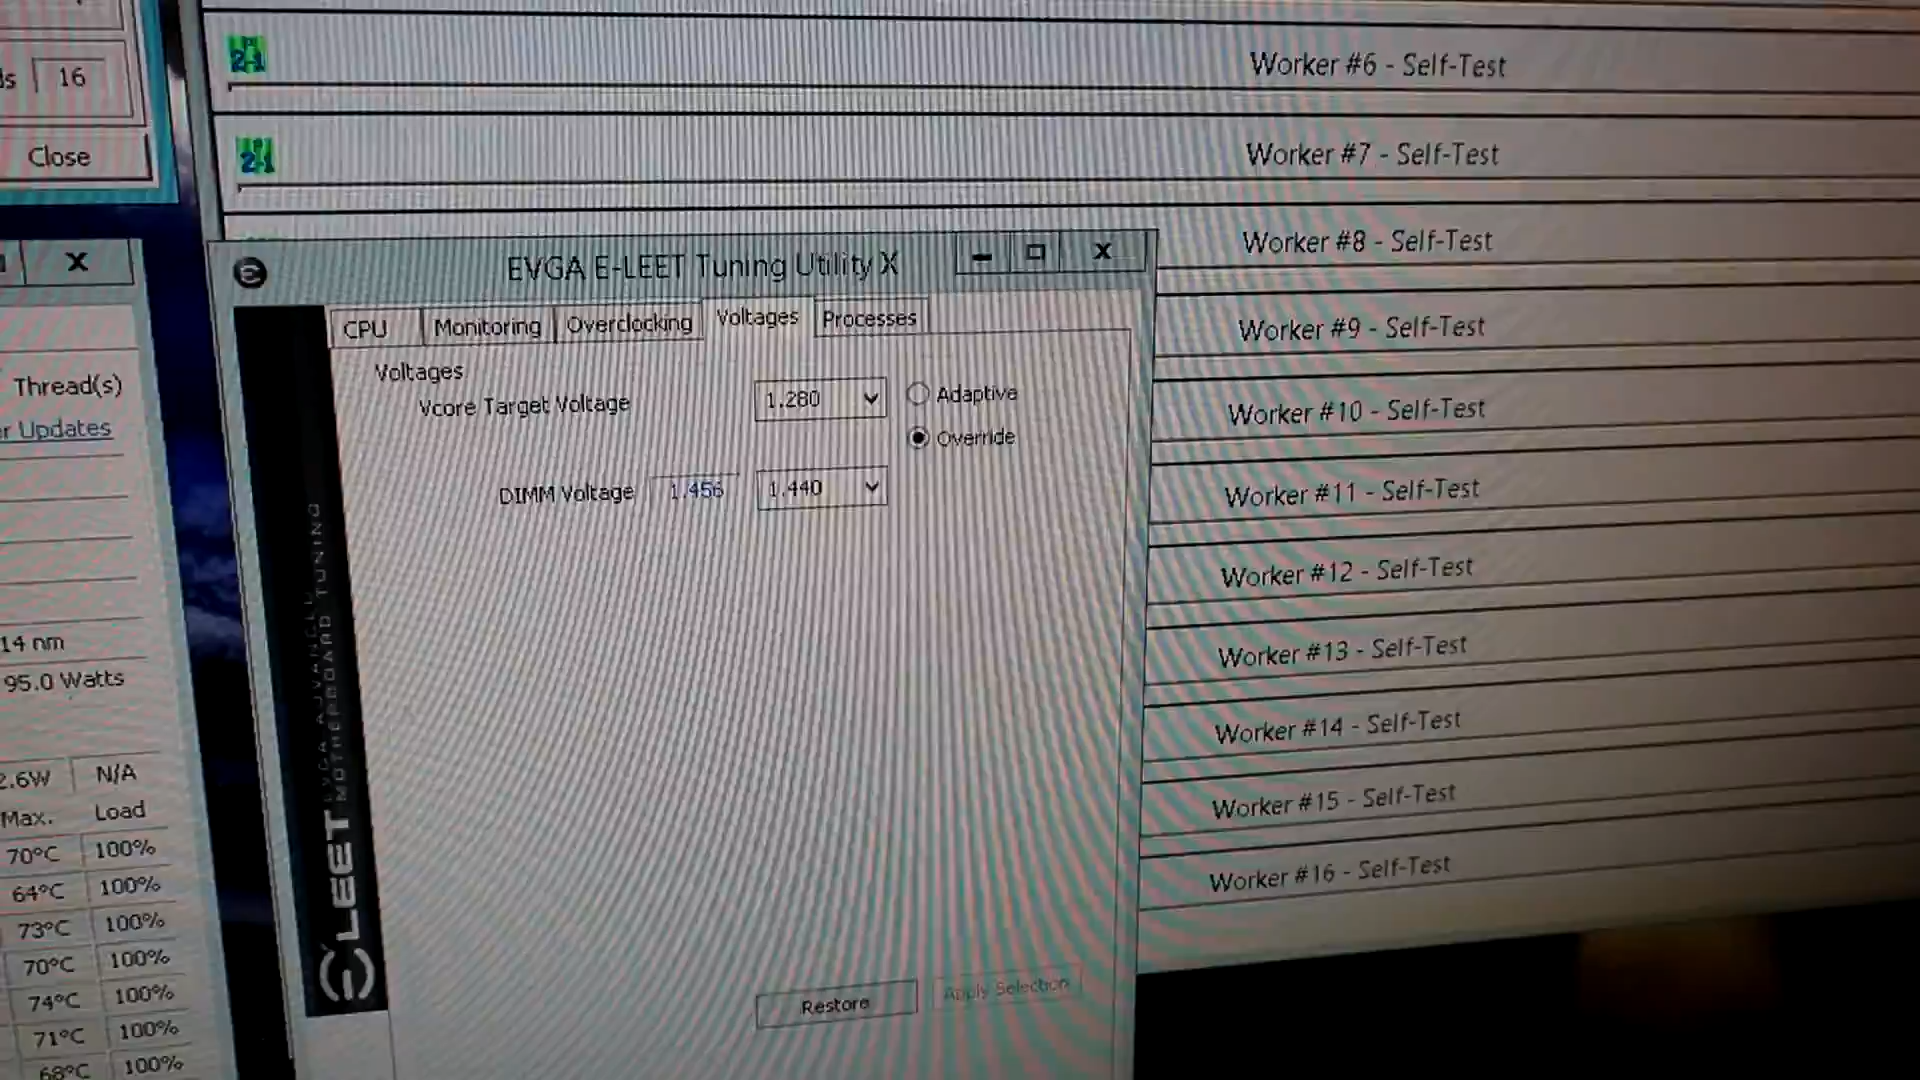 Worker #6 - Self-Test
16
Close
Worker #7 - Self-Test
Worker #8 - Self-Test
X
EVGA E-LEET Tuning Utility X
Worker #9 - Self-Test
CPU Monitoring Overclocking Voltages Processes
Thread(s)
Updates
Voltages
Vcore Target Voltage 1.280 Adaptive
Override
Worker #10 - Self-Test
DIMM Voltage 1.456 1.440
Worker #11 - Self-Test
Worker #12 - Self-Test
Worker #13 - Self-Test
14 nm
95.0 Watts
Worker #14 - Self-Test
2.6W N/A
Max. Load
Worker #15 - Self-Test
70°C 100%
64°C 100%
Worker #16 - Self-Test
73°C 100%
70°C 100%
74°C 100%
71°C 100%
68°C 100%
LEET EVGA ADVANCED
MOTHERBOARD TUNING
Restore Apply Selection